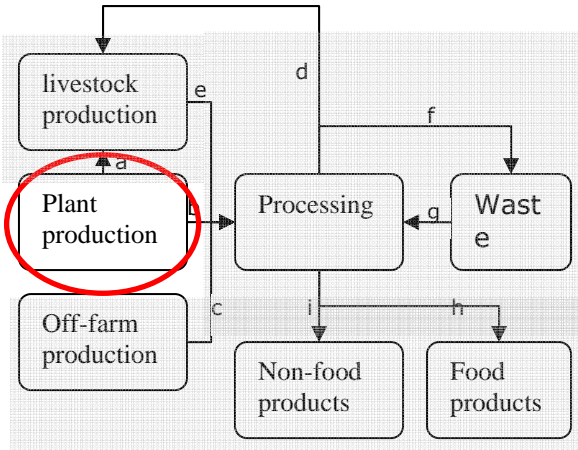 d
livestock
production
e
f
a
Plant
production
b
Processing
g
Wast
e
Off-farm
production
c
i
h
Non-food
products
Food
products